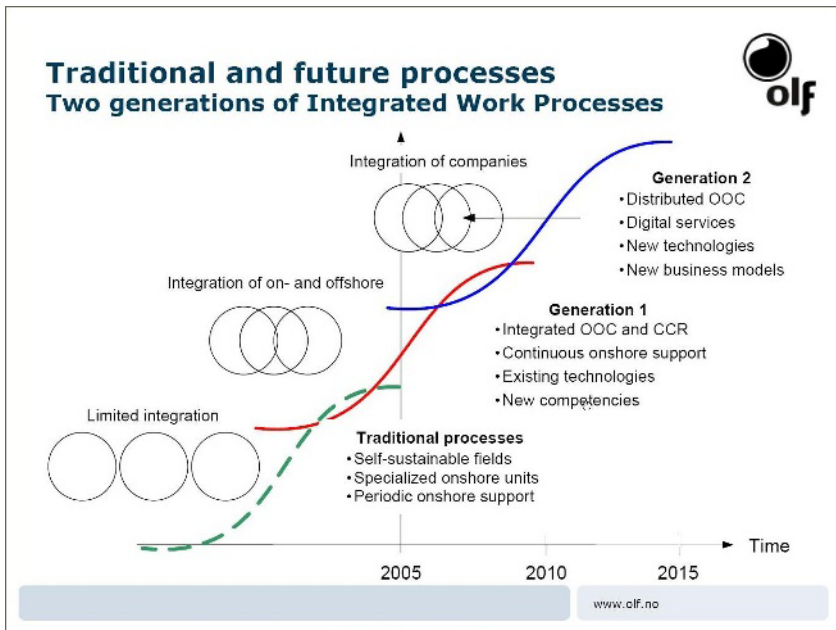 Traditional and future processes
Two generations of Integrated Work Processes
olf
Integration of companies
Generation 2
•Distributed OOC
•Digital services
•New technologies
•New business models
Integration of on- and offshore
Generation 1
•Integrated OOC and CCR
•Continuous onshore support
•Existing technologies
•New competencies
Limited integration
Traditional processes
•Self-sustainable fields
•Specialized onshore units
•Periodic onshore support
Time
2005
2010
2015
www.olf.no